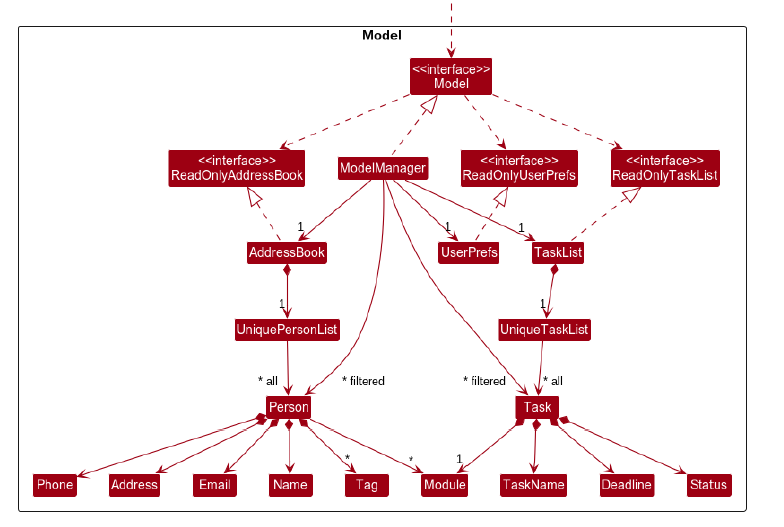 Model
<<interface>>
Model
<<interface>>
ReadOnlyAddressBook
ModelManager
<<interface>>
ReadOnlyUserPrefs
<<interface>>
ReadOnlyTaskList
1
1
1
AddressBook
UserPrefs
TaskList
1
1
UniquePersonList
UniqueTaskList
* all
* filtered
* filtered
* all
Person
Task
*
*
1
Phone
Address
Email
Name
Tag
Module
TaskName
Deadline
Status